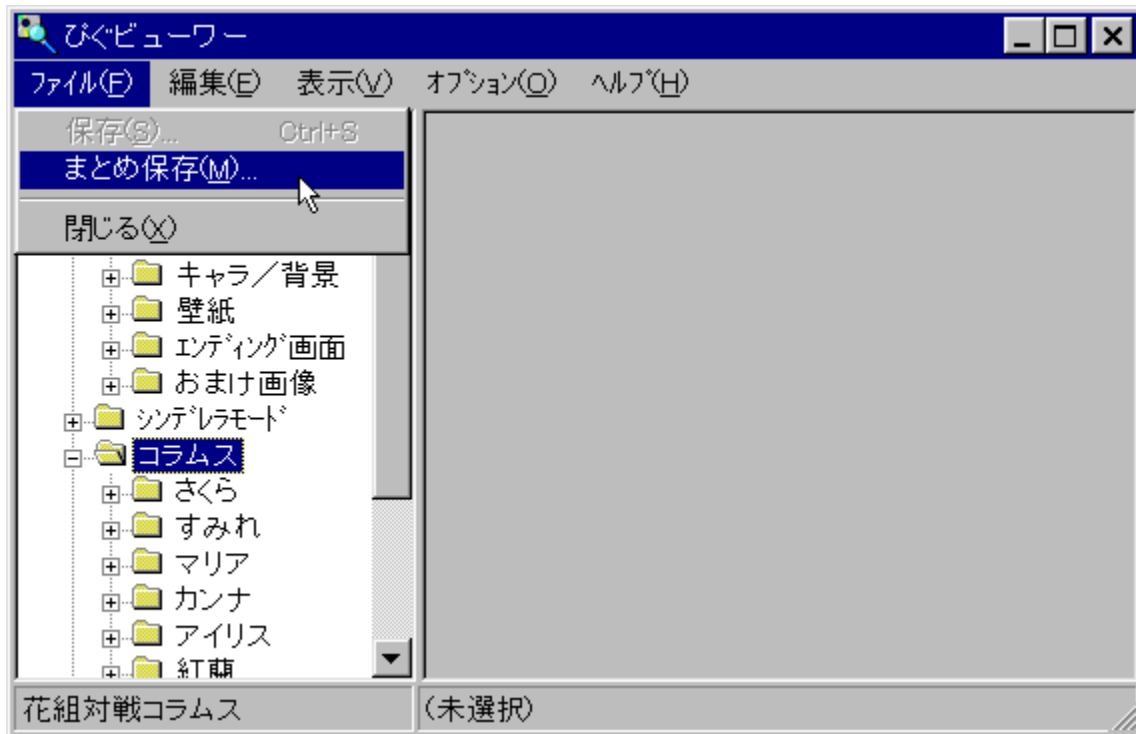 ぴぐビューワー
ファイル(F) 編集(E) 表示(V) オプション(O) ヘルプ(H)
保存(S)... Ctrl+S
まとめ保存(M)...
閉じる(X)
キャラ/背景
壁紙
エンディング画面
おまけ画像
シンデレラモード
コラムス
さくら
すみれ
マリア
カンナ
アイリス
紅蘭
花組対戦コラムス (未選択)